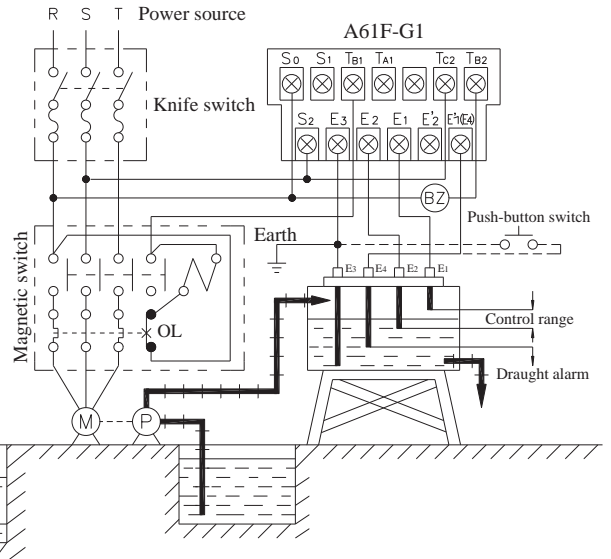 R S T Power source
A61F-G1
S0 S1 TB1 TA1 TC2 TB2
Knife switch
S2 E3 E2 E1 E'2 E'1(E4)
BZ
Push-button switch
Earth
Magnetic switch
E3 E4 E2 E1
Control range
OL
Draught alarm
M P